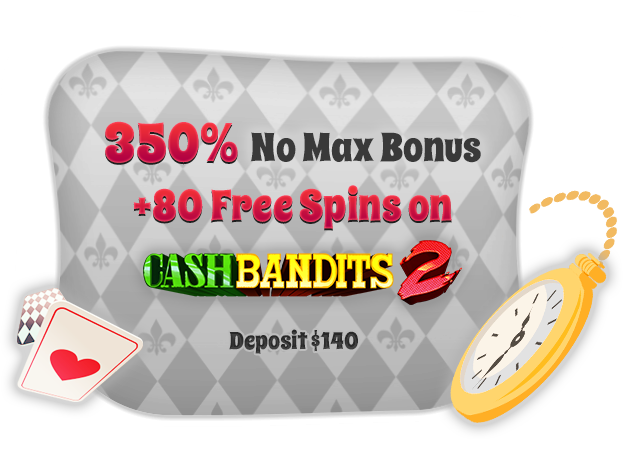 350% No Max Bonus
+80 Free Spins on
CASH BANDITS 2
Deposit $140